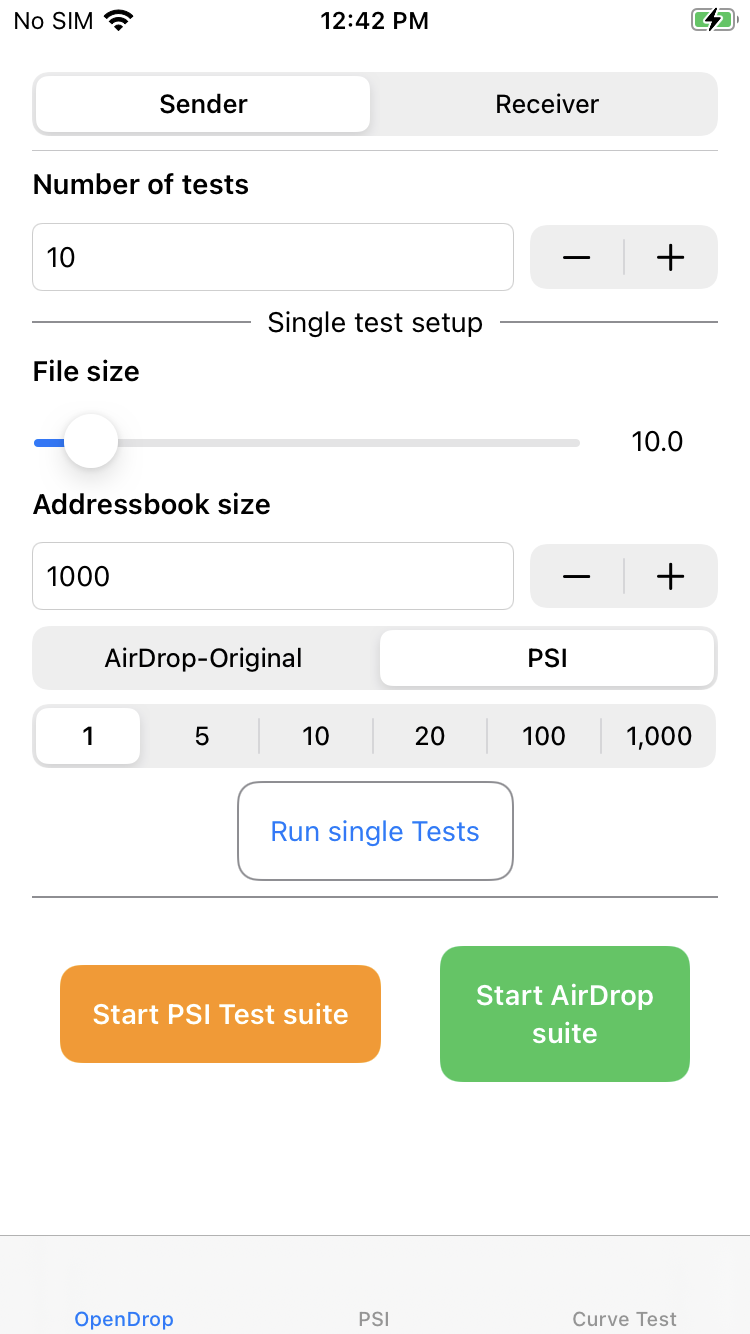 No SIM 12:42 PM
Sender Receiver
Number of tests
10
Single test setup
File size
10.0
Addressbook size
1000
AirDrop-Original PSI
1 5 10 20 100 1,000
Run single Tests
Start PSI Test suite
Start AirDrop
suite
OpenDrop PSI Curve Test